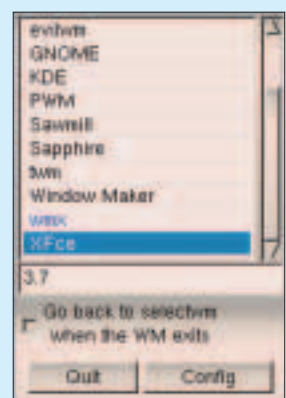 evilwm
GNOME
KDE
PWM
Sawmill
Sapphire
twm
Window Maker
wmx
XFce
3.7
Go back to selectwm
when the WM exits
Quit
Config